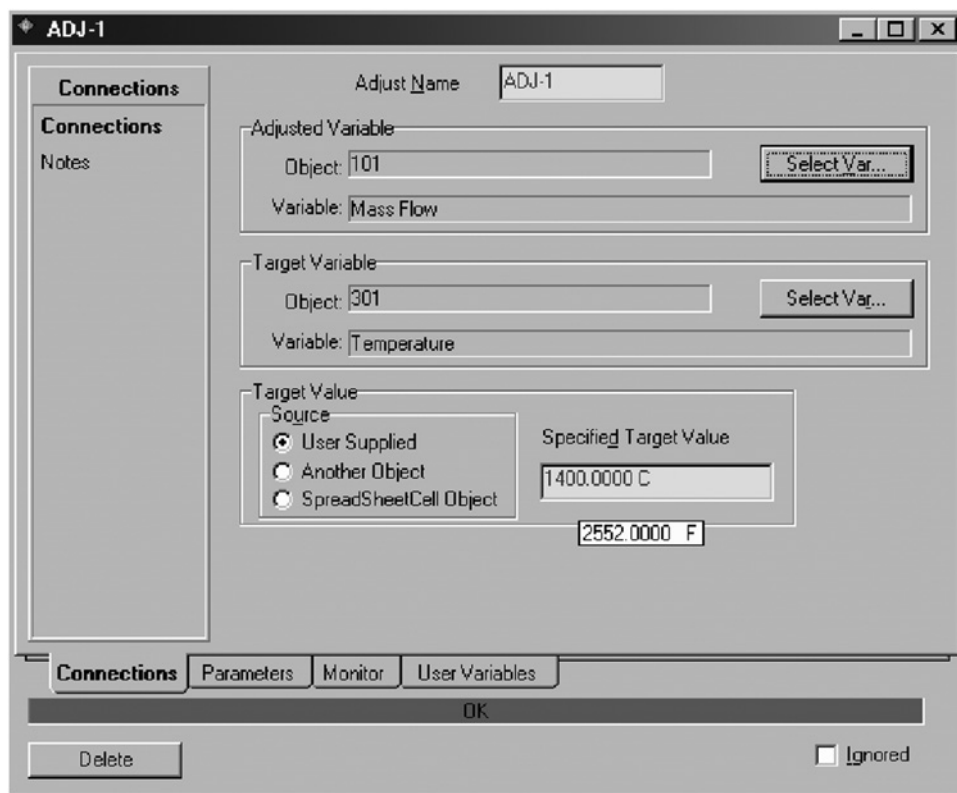 ADJ-1
Connections
Connections
Notes
Adjust Name ADJ-1
Adjusted Variable
Object: 101
Select Var...
Variable: Mass Flow
Target Variable
Object: 301
Select Var...
Variable: Temperature
Target Value
Source
User Supplied
Another Object
SpreadSheetCell Object
Specified Target Value
1400.0000 C
2552.0000 F
Connections Parameters Monitor User Variables
OK
Delete
Ignored